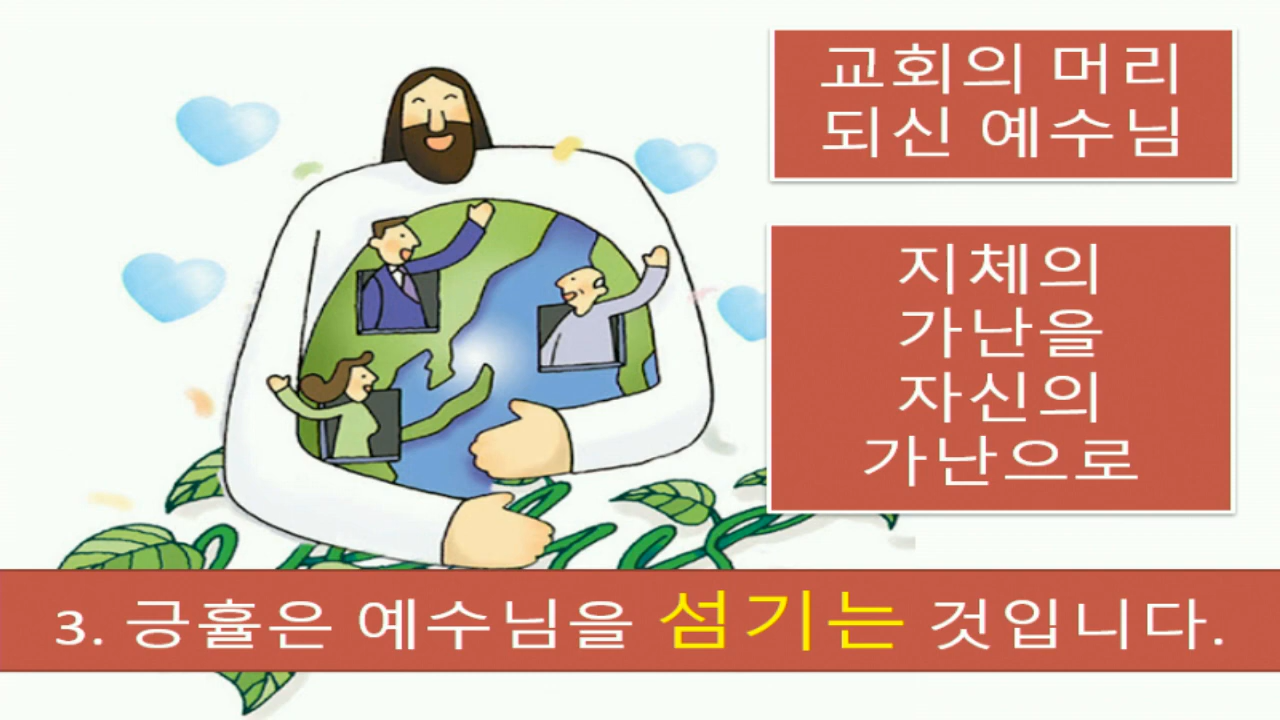 교회의 머리
되신 예수님
지체의
가난을
자신의
가난으로
3. 긍휼은 예수님을 섬기는 것입니다.